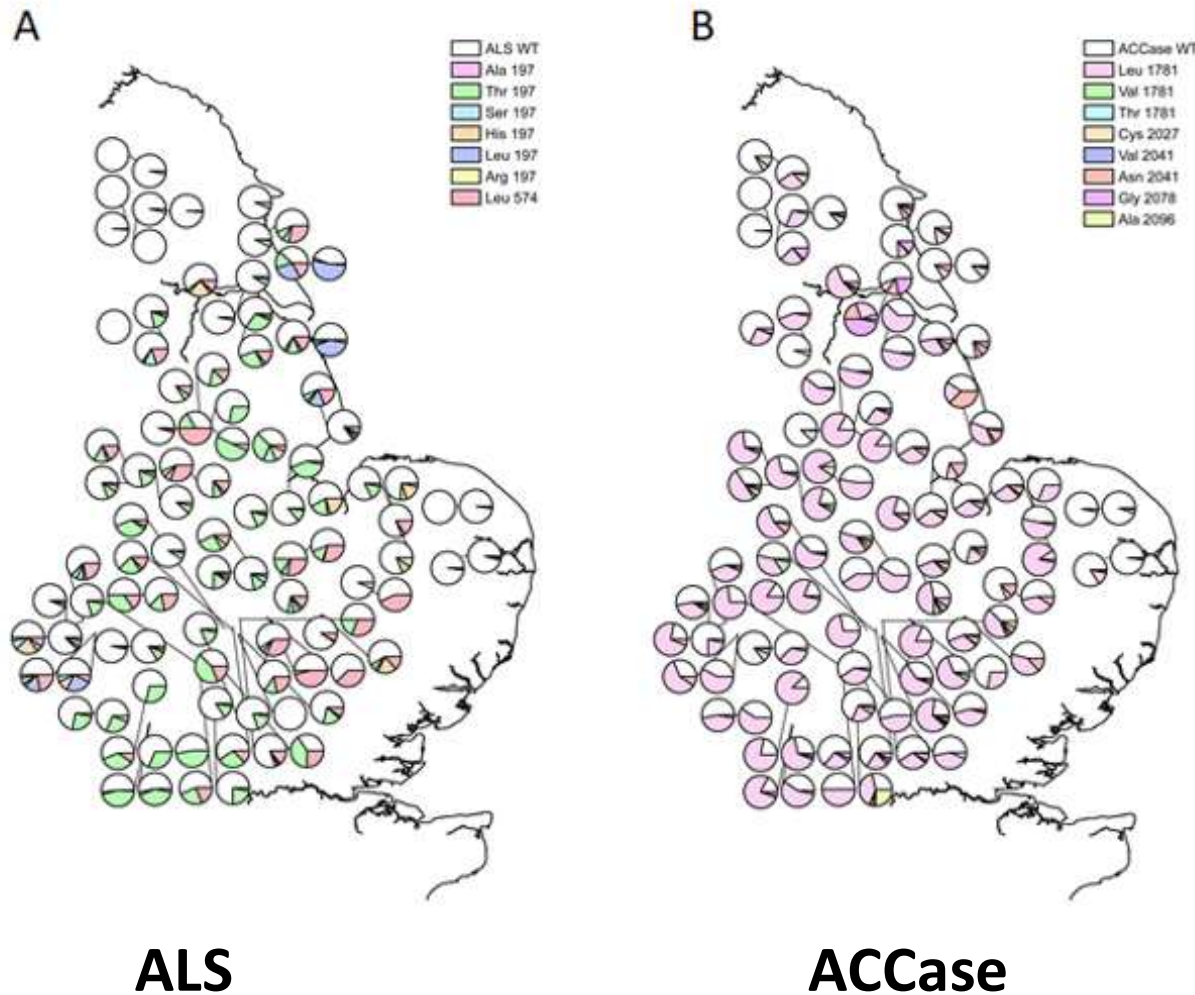 A
ALS WT
Ala 197
Thr 197
Ser 197
His 197
Leu 197
Arg 197
Leu 574
B
ACCase WT
Leu 1781
Val 1781
Thr 1781
Cys 2027
Val 2041
Asn 2041
Gly 2078
Ala 2096
ALS
ACCase